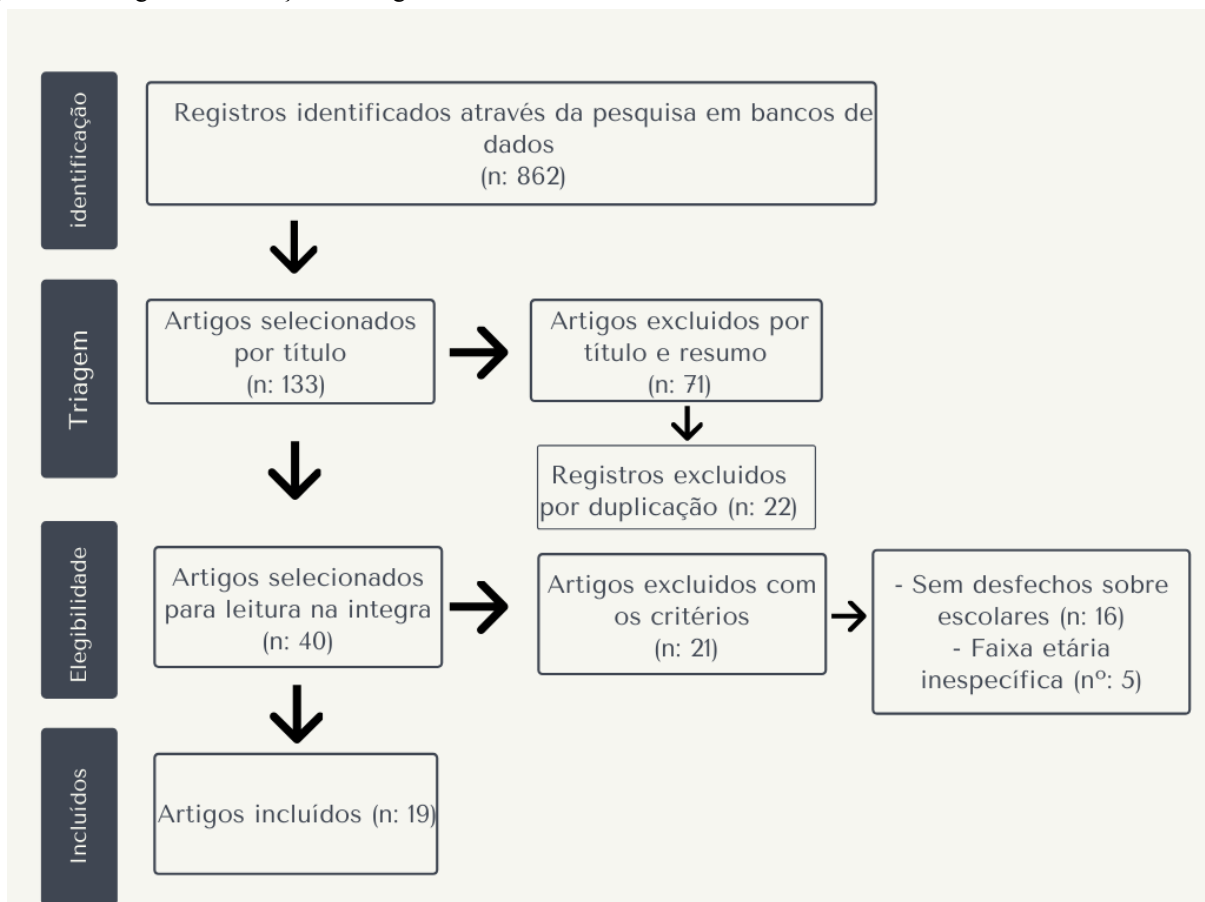 identificação
Registros identificados através da pesquisa em bancos de
dados
(n: 862)
Triagem
Artigos selecionados
por título
(n: 133)
Artigos excluidos por
título e resumo
(n: 71)
Registros excluidos
por duplicação (n: 22)
Elegibilidade
Artigos selecionados
para leitura na integra
(n: 40)
Artigos excluidos com
os critérios
(n: 21)
- Sem desfechos sobre
escolares (n: 16)
- Faixa etária
inespecífica (nº: 5)
Incluídos
Artigos incluídos (n: 19)